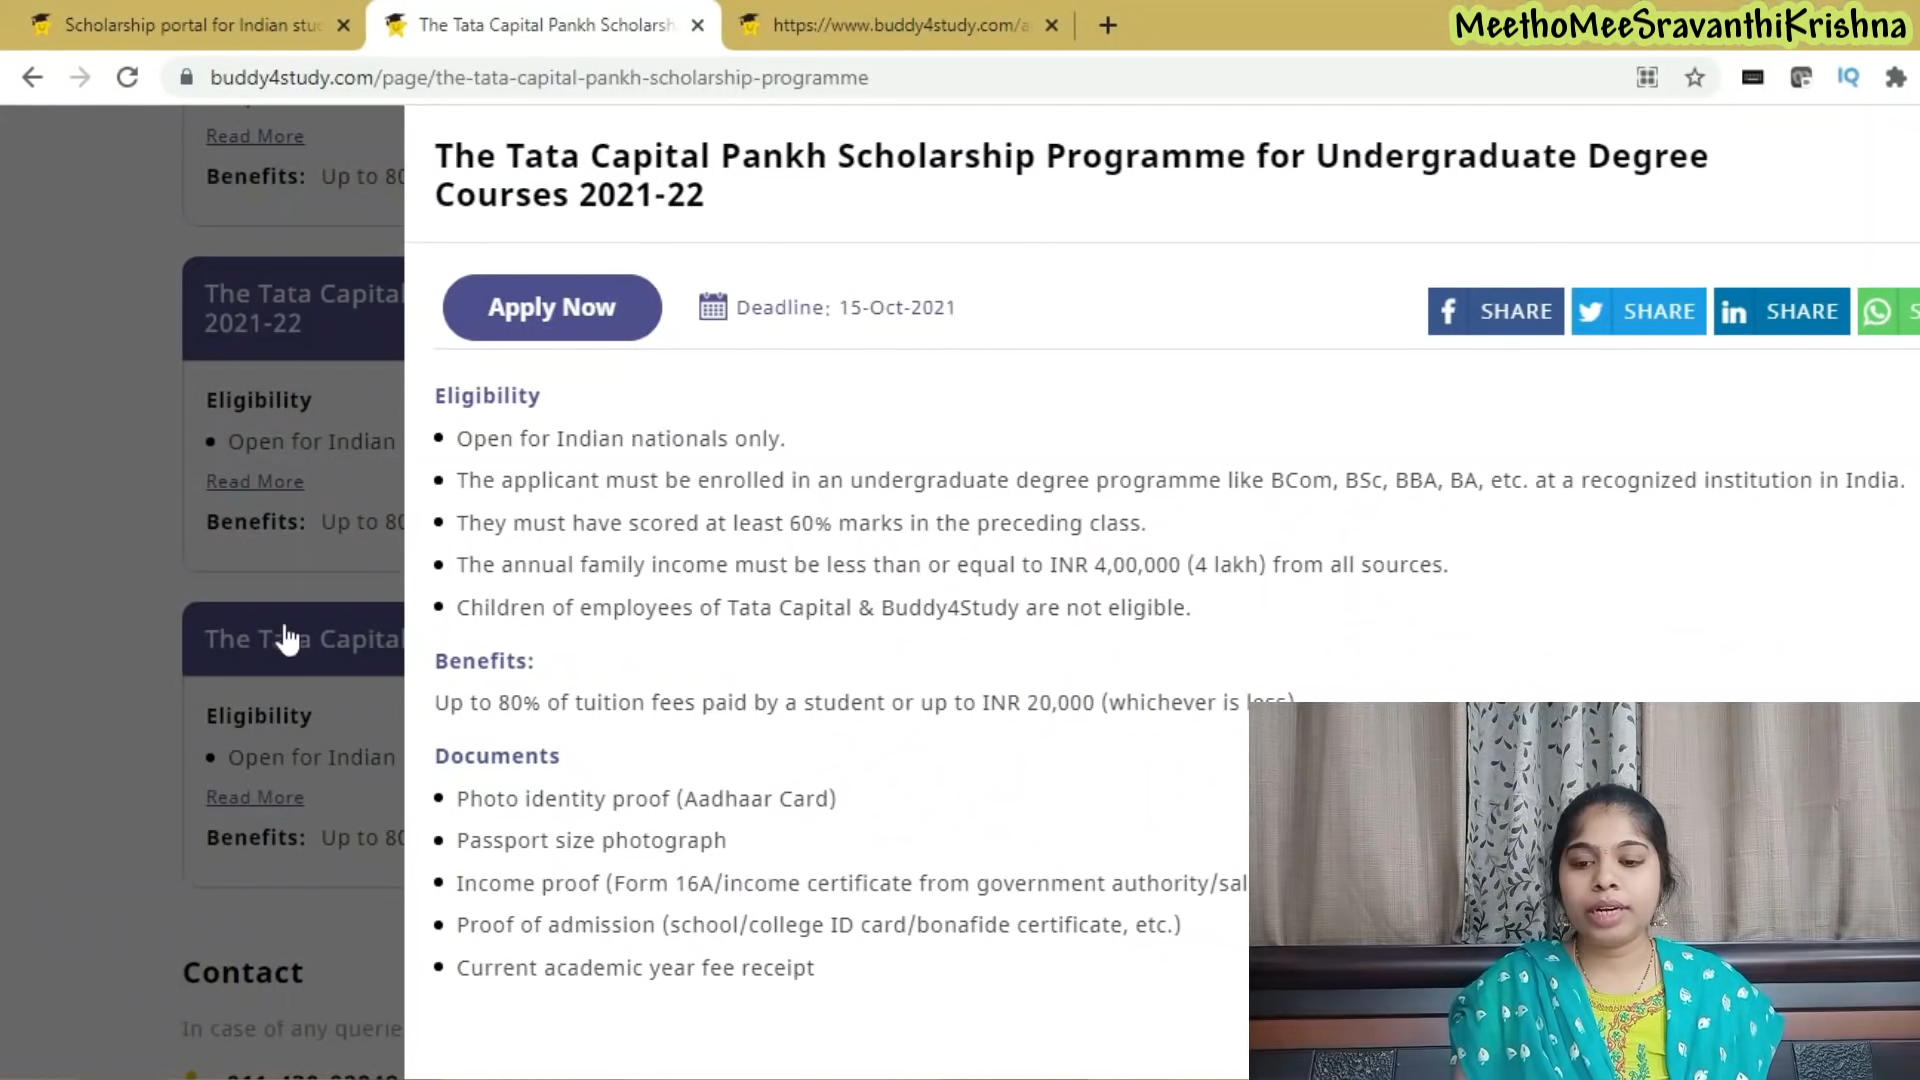 MeethoMeeSravanthiKrishna
Scholarship portal for Indian stu
The Tata Capital Pankh Scholarsh
https://www.buddy4study.com/a
buddy4study.com/page/the-tata-capital-pankh-scholarship-programme
IQ
Read More
Benefits: Up to 80
The Tata Capital
2021-22
Eligibility
Open for Indian
Read More
Benefits: Up to 80
The Tata Capital
Eligibility
Open for Indian
Read More
Benefits: Up to 80
Contact
In case of any querie
The Tata Capital Pankh Scholarship Programme for Undergraduate Degree
Courses 2021-22
Apply Now
Deadline: 15-Oct-2021
f SHARE
SHARE
in SHARE
S
Eligibility
• Open for Indian nationals only.
• The applicant must be enrolled in an undergraduate degree programme like BCom, BSc, BBA, BA, etc. at a recognized institution in India.
• They must have scored at least 60% marks in the preceding class.
• The annual family income must be less than or equal to INR 4,00,000 (4 lakh) from all sources.
• Children of employees of Tata Capital & Buddy4Study are not eligible.
Benefits:
Up to 80% of tuition fees paid by a student or up to INR 20,000 (whichever is less)
Documents
• Photo identity proof (Aadhaar Card)
• Passport size photograph
• Income proof (Form 16A/income certificate from government authority/sal
• Proof of admission (school/college ID card/bonafide certificate, etc.)
• Current academic year fee receipt